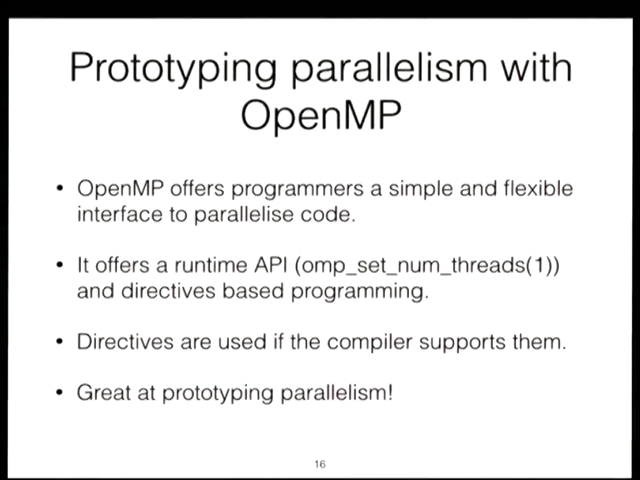 Prototyping parallelism with
OpenMP
• OpenMP offers programmers a simple and flexible
interface to parallelise code.
• It offers a runtime API (omp_set_num_threads(1))
and directives based programming.
• Directives are used if the compiler supports them.
• Great at prototyping parallelism!
16